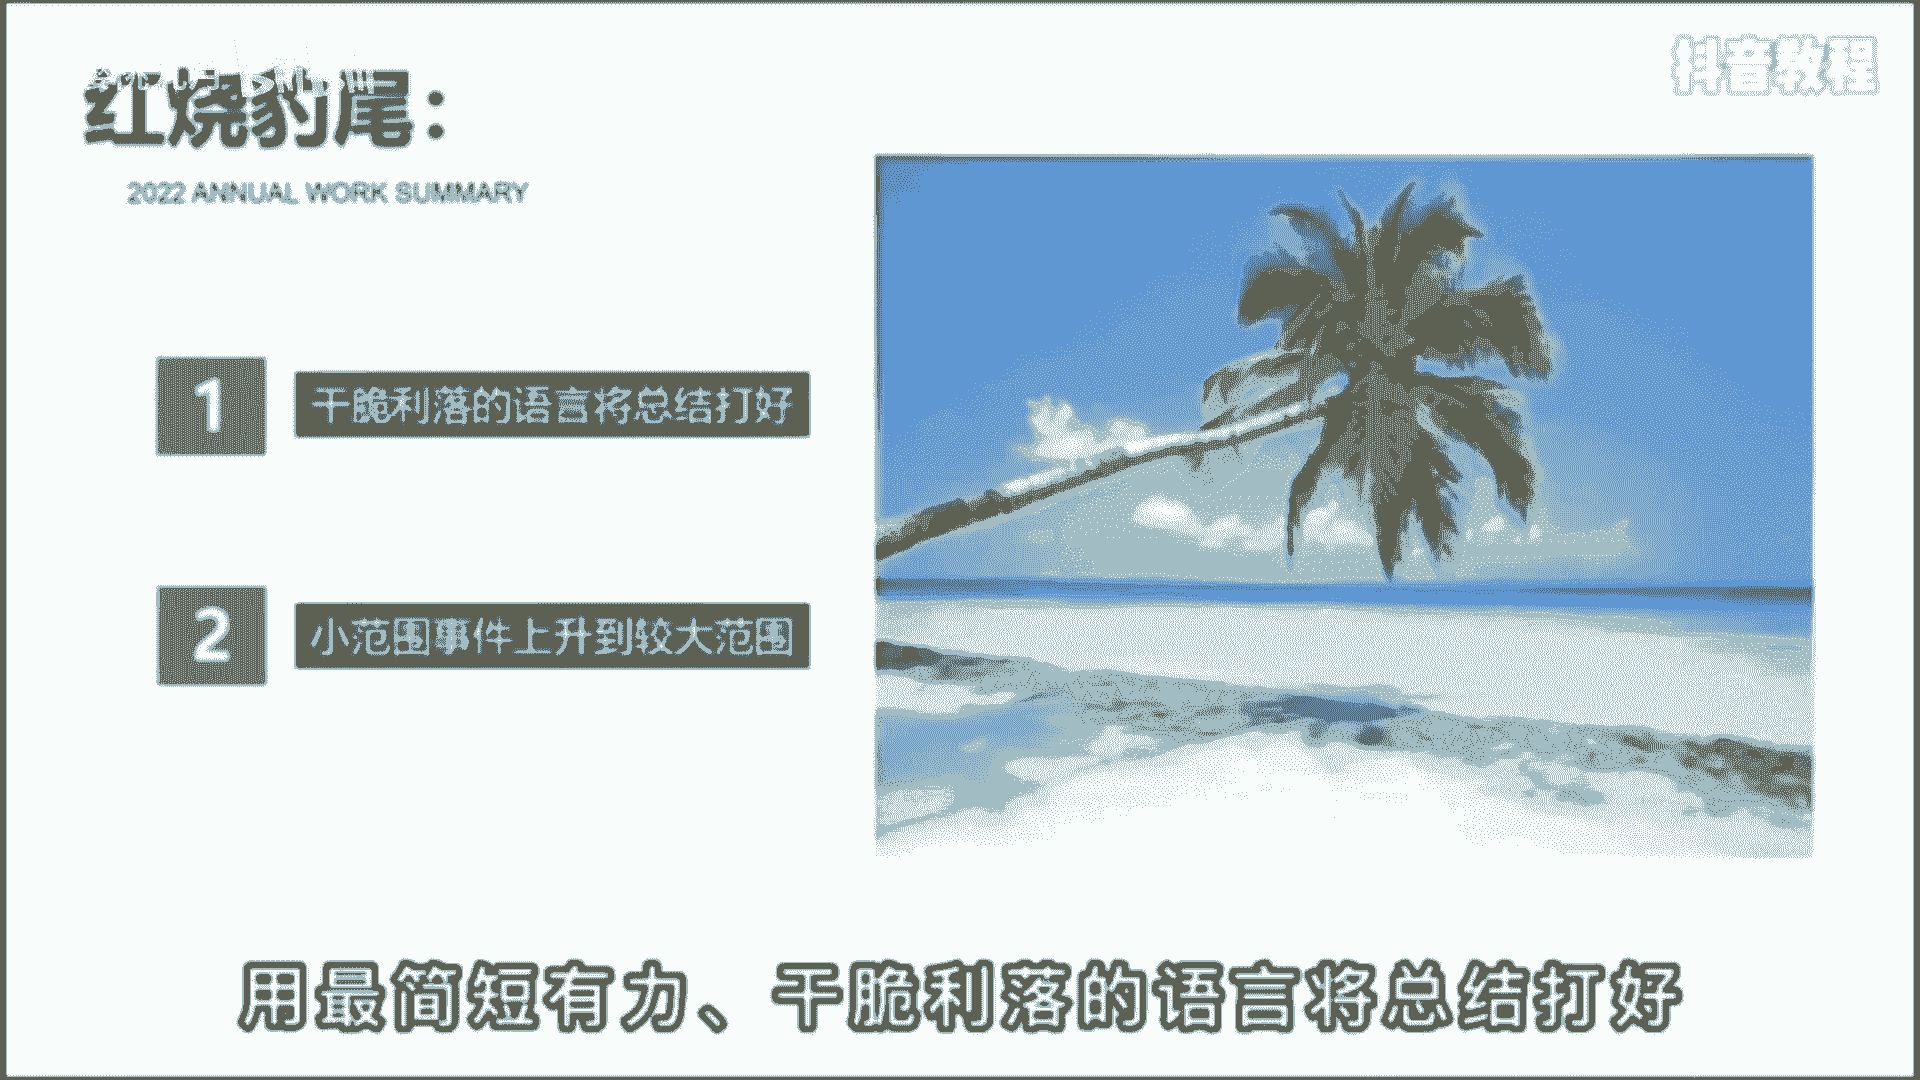 抖音教程
红烧豹尾：
2022 ANNUAL WORK SUMMARY
1
干脆利落的语言将总结打好
2
小范围事件上升到较大范围
用最简短有力、干脆利落的语言将总结打好